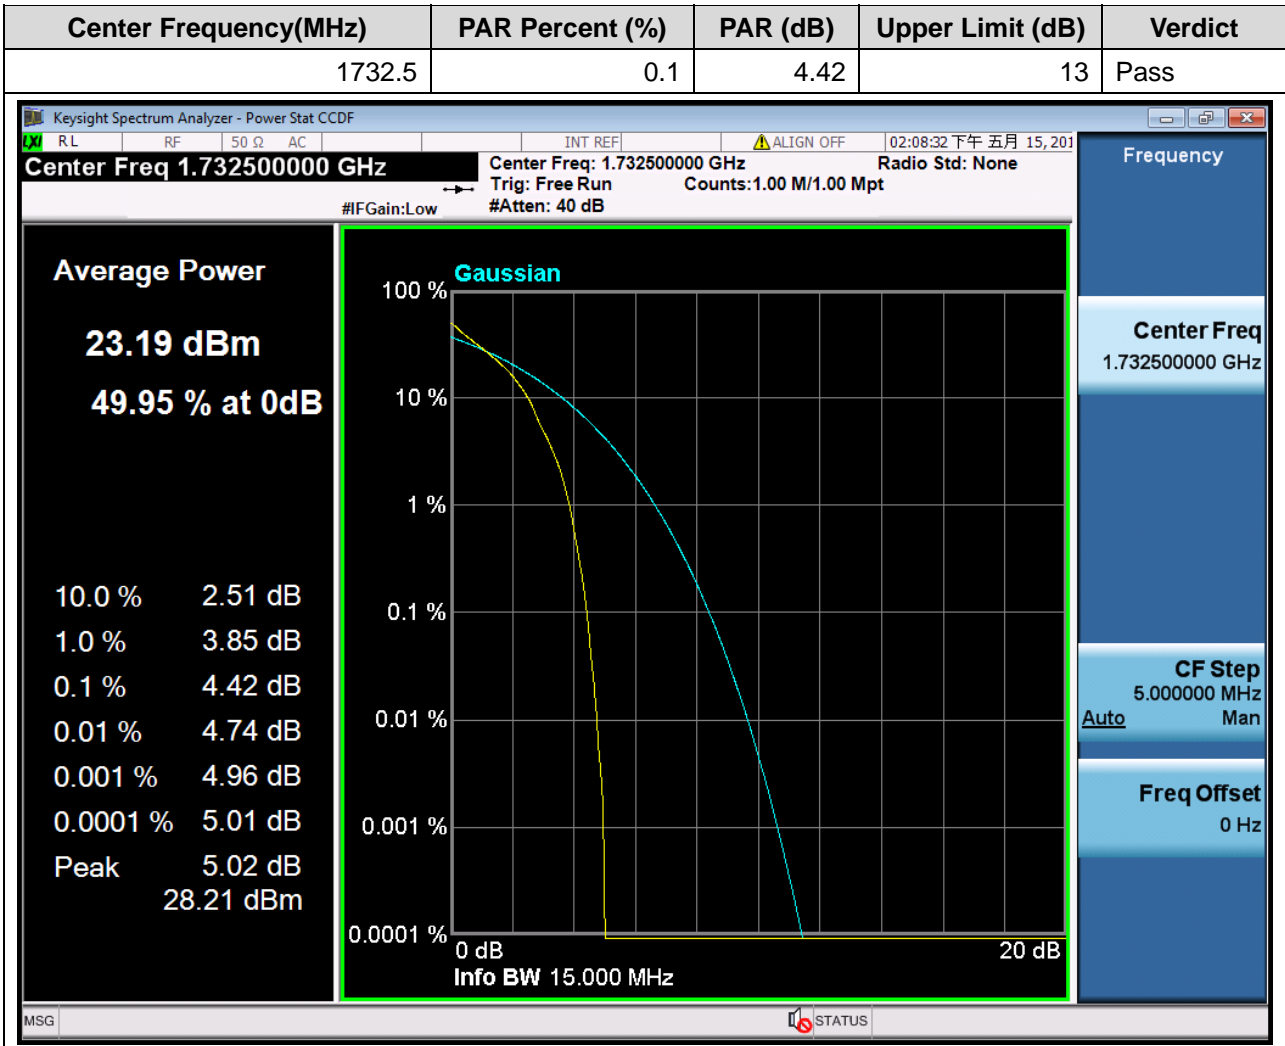 Center Frequency(MHz) PAR Percent (%) PAR (dB) Upper Limit (dB) Verdict
1732.5 0.1 4.42 13 Pass
Keysight Spectrum Analyzer - Power Stat CCDF
LXI RL RF 50 Ω AC INT REF ALIGN OFF 02:08:32 下午 五月 15, 201
Center Freq 1.732500000 GHz
Center Freq: 1.732500000 GHz Radio Std: None
Trig: Free Run Counts:1.00 M/1.00 Mpt
#IFGain:Low #Atten: 40 dB
Average Power
23.19 dBm
49.95 % at 0dB
10.0 % 2.51 dB
1.0 % 3.85 dB
0.1 % 4.42 dB
0.01 % 4.74 dB
0.001 % 4.96 dB
0.0001 % 5.01 dB
Peak 5.02 dB
28.21 dBm
Gaussian
100 %
10 %
1 %
0.1 %
0.01 %
0.001 %
0.0001 %
0 dB 20 dB
Info BW 15.000 MHz
Frequency
Center Freq
1.732500000 GHz
CF Step
5.000000 MHz
Auto Man
Freq Offset
0 Hz
MSG STATUS